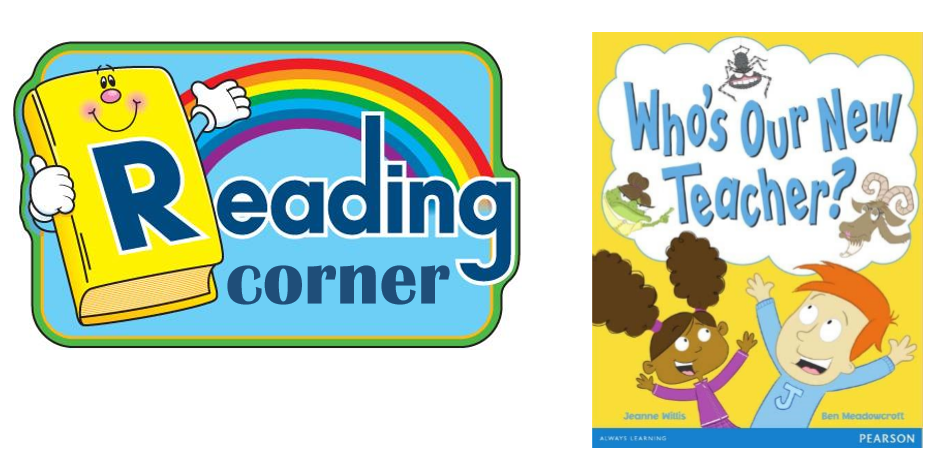 Reading
corner
Who's Our New
Teacher?
J
Jeanne Willis
Ben Meadowcroft
ALWAYS LEARNING
PEARSON